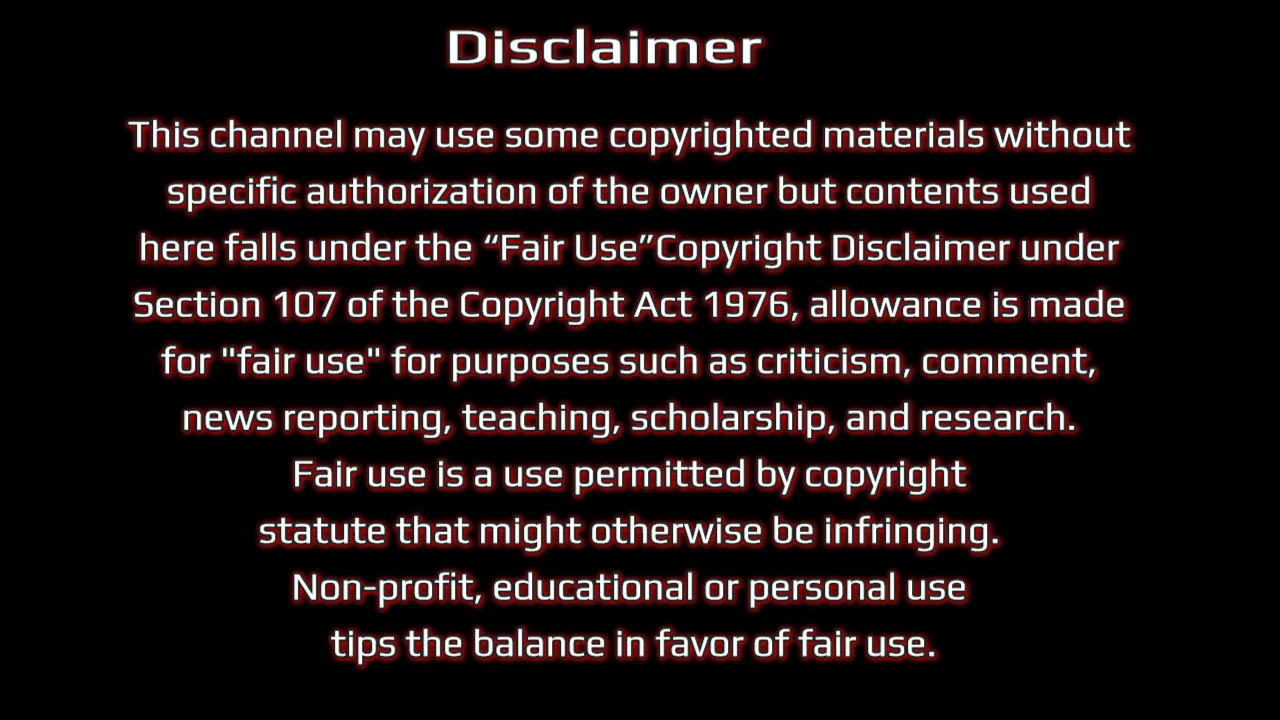 Disclaimer
This channel may use some copyrighted materials without
specific authorization of the owner but contents used
here falls under the “Fair Use”Copyright Disclaimer under
Section 107 of the Copyright Act 1976, allowance is made
for "fair use" for purposes such as criticism, comment,
news reporting, teaching, scholarship, and research.
Fair use is a use permitted by copyright
statute that might otherwise be infringing.
Non-profit, educational or personal use
tips the balance in favor of fair use.